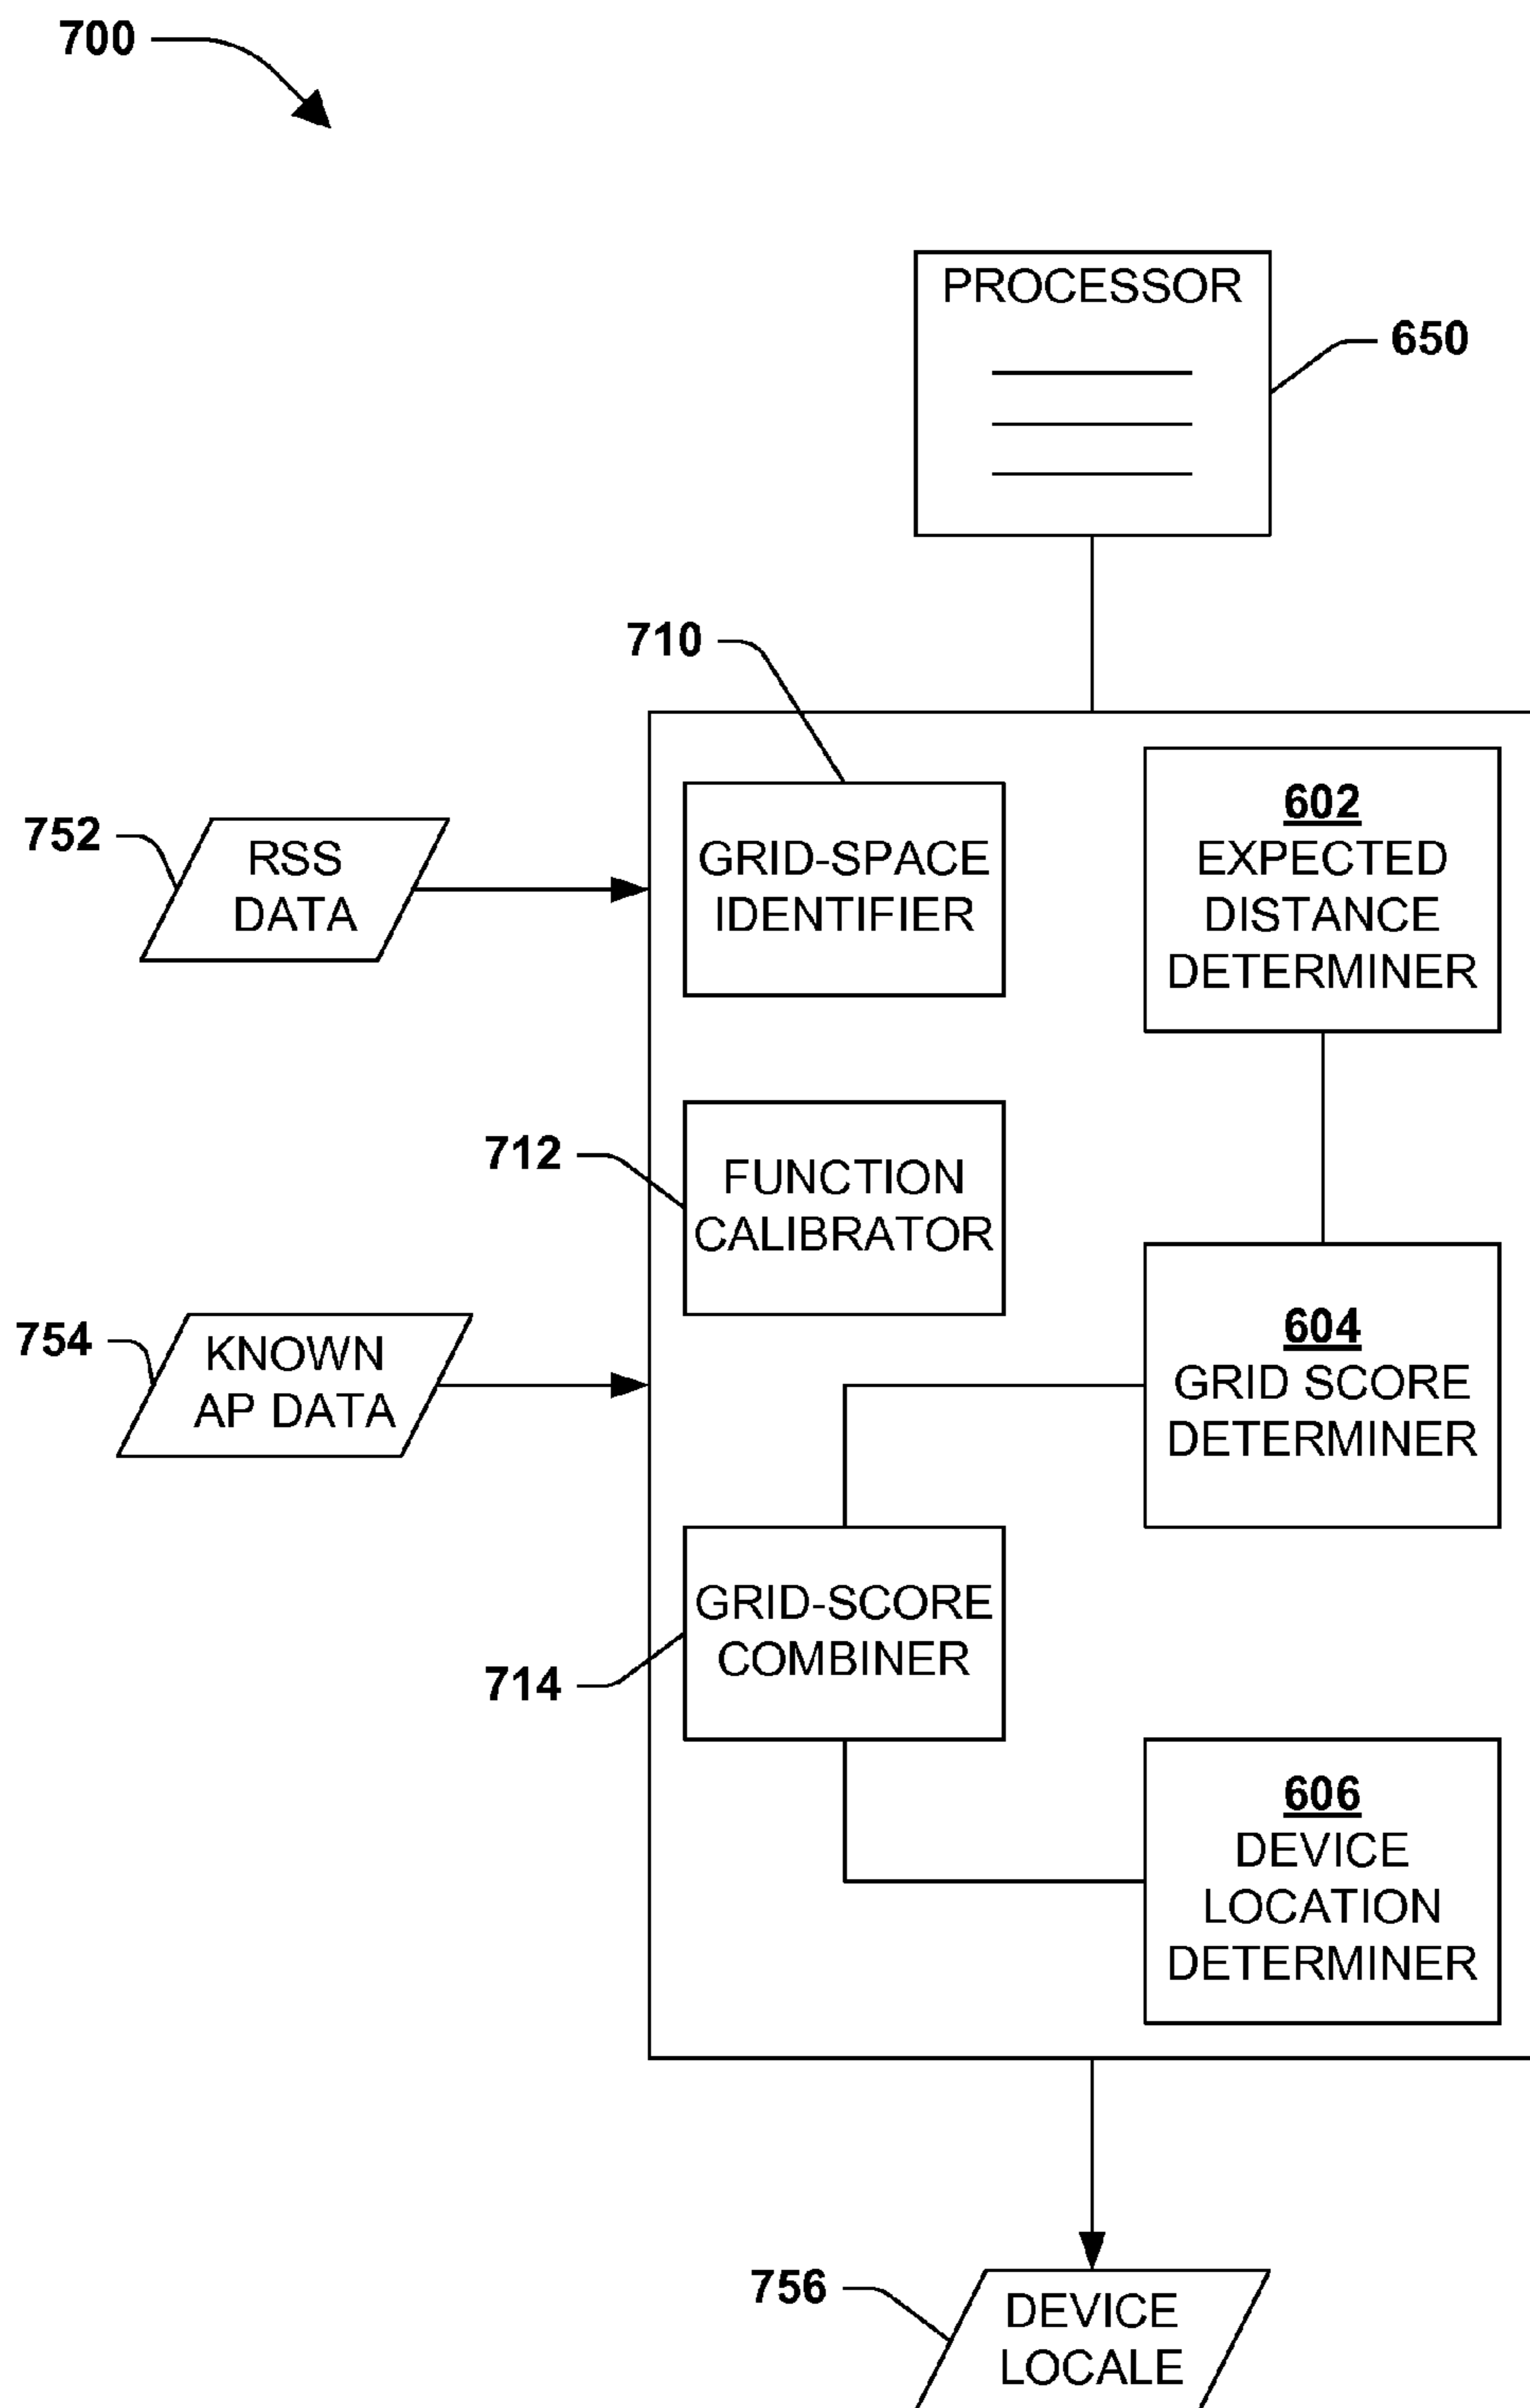 700
PROCESSOR
650
710
752
RSS
DATA
GRID-SPACE
IDENTIFIER
602
EXPECTED
DISTANCE
DETERMINER
712
FUNCTION
CALIBRATOR
754
KNOWN
AP DATA
604
GRID SCORE
DETERMINER
714
GRID-SCORE
COMBINER
606
DEVICE
LOCATION
DETERMINER
756
DEVICE
LOCALE